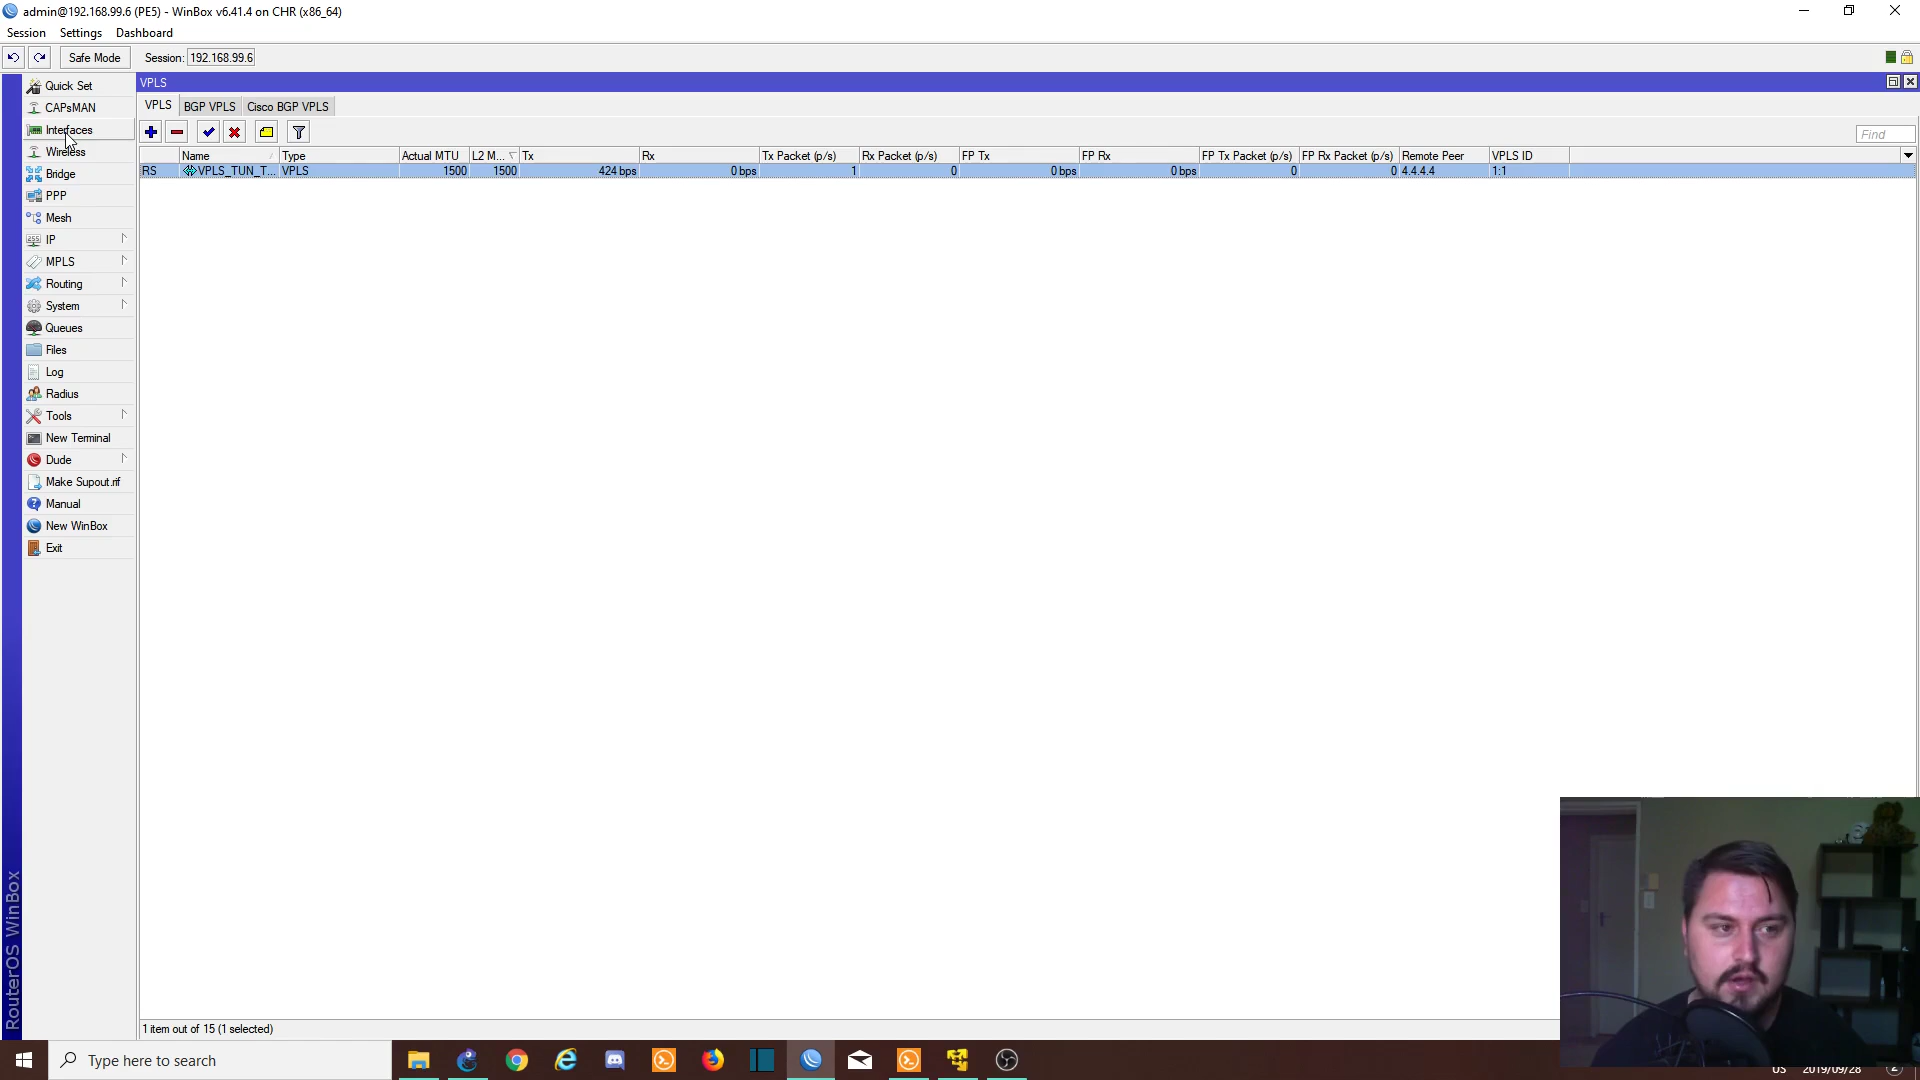 admin@192.168.99.6 (PE5) - WinBox v6.41.4 on CHR (x86_64)
Session Settings Dashboard
Safe Mode Session: 192.168.99.6
Quick Set
CAPsMAN
Interfaces
Wireless
Bridge
PPP
Mesh
IP
MPLS
Routing
System
Queues
Files
Log
Radius
Tools
New Terminal
Dude
Make Supout.rif
Manual
New WinBox
Exit
RouterOS WinBox
VPLS
VPLS BGP VPLS Cisco BGP VPLS
Find
Name Type Actual MTU L2 M... Tx Rx Tx Packet (p/s) Rx Packet (p/s) FP Tx FP Rx FP Tx Packet (p/s) FP Rx Packet (p/s) Remote Peer VPLS ID
RS VPLS_TUN_T... VPLS 1500 1500 424 bps 0 bps 1 0 0 bps 0 bps 0 0 4.4.4.4 1:1
1 item out of 15 (1 selected)
Type here to search
US 2019/09/28 2